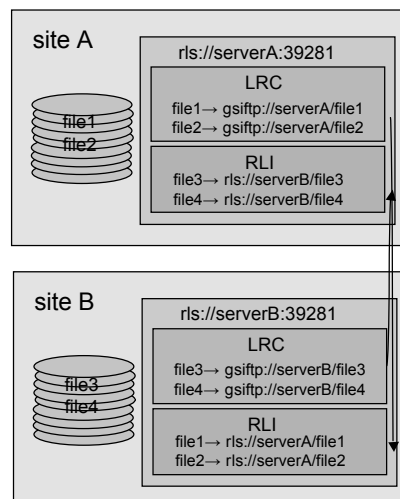 site A
rls://serverA:39281
LRC
file1→ gsiftp://serverA/file1
file2→ gsiftp://serverA/file2
file1
file2
RLI
file3→ rls://serverB/file3
file4→ rls://serverB/file4
site B
rls://serverB:39281
LRC
file3→ gsiftp://serverB/file3
file4→ gsiftp://serverB/file4
file3
file4
RLI
file1→ rls://serverA/file1
file2→ rls://serverA/file2